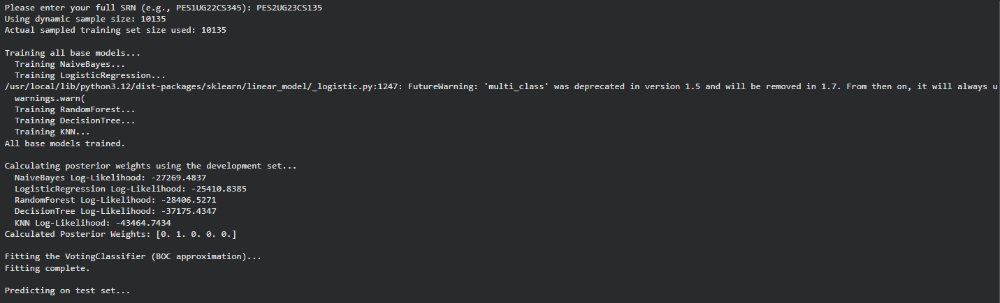 Please enter your full SRN (e.g., PES1UG22CS345): PES2UG23CS135
Using dynamic sample size: 10135
Actual sampled training set size used: 10135
Training all base models...
Training NaiveBayes...
Training LogisticRegression...
/usr/local/lib/python3.12/dist-packages/sklearn/linear_model/_logistic.py:1247: FutureWarning: 'multi_class' was deprecated in version 1.5 and will be removed in 1.7. From then on, it will always u
warnings.warn(
Training RandomForest...
Training DecisionTree...
Training KNN...
All base models trained.
Calculating posterior weights using the development set...
NaiveBayes Log-Likelihood: -27269.4837
LogisticRegression Log-Likelihood: -25410.8385
RandomForest Log-Likelihood: -28406.5271
DecisionTree Log-Likelihood: -37175.4347
KNN Log-Likelihood: -43464.7434
Calculated Posterior Weights: [0. 1. 0. 0. 0.]
Fitting the VotingClassifier (BOC approximation)...
Fitting complete.
Predicting on test set...